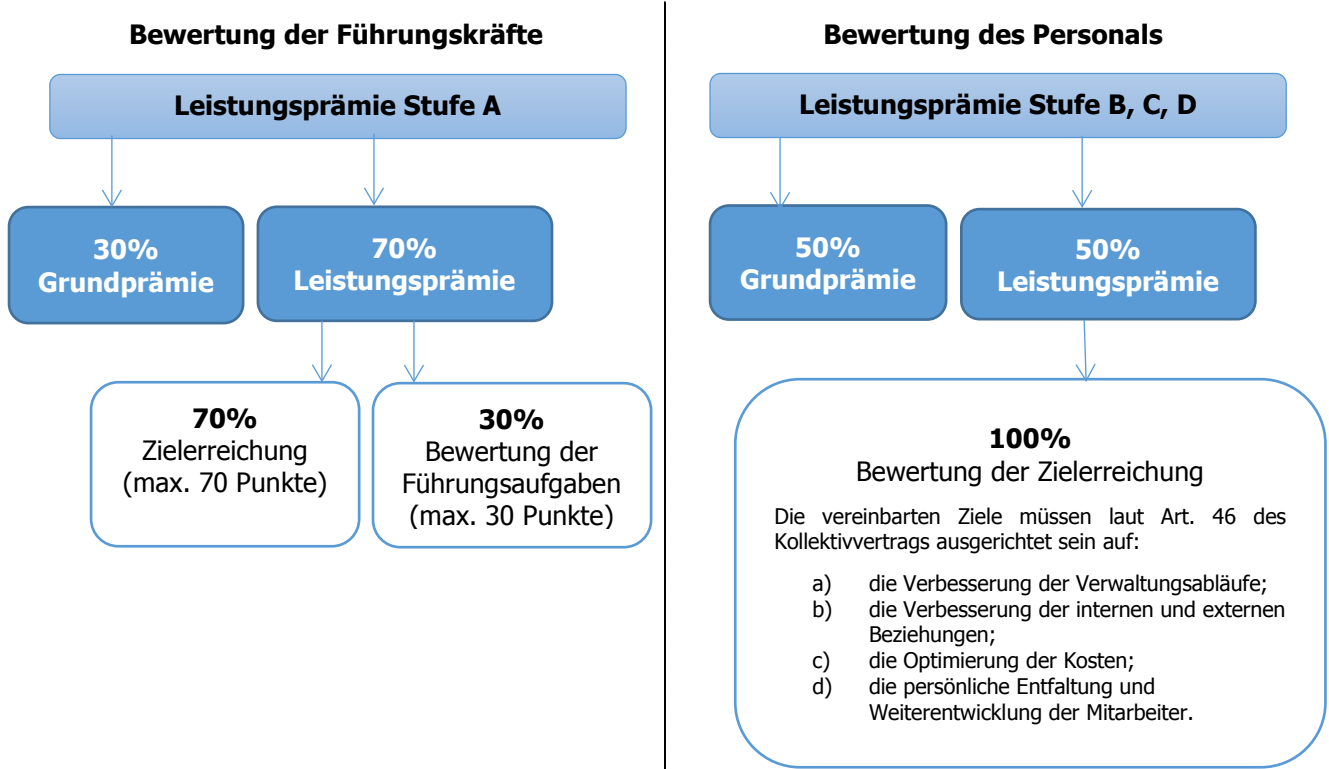 Bewertung der Führungskräfte
Leistungsprämie Stufe A
30%
Grundprämie
70%
Leistungsprämie
70%
Zielerreichung
(max. 70 Punkte)
30%
Bewertung der
Führungsaufgaben
(max. 30 Punkte)
Bewertung des Personals
Leistungsprämie Stufe B, C, D
50%
Grundprämie
50%
Leistungsprämie
100%
Bewertung der Zielerreichung
Die vereinbarten Ziele müssen laut Art. 46 des
Kollektivvertrags ausgerichtet sein auf:
a) die Verbesserung der Verwaltungsabläufe;
b) die Verbesserung der internen und externen
Beziehungen;
c) die Optimierung der Kosten;
d) die persönliche Entfaltung und
Weiterentwicklung der Mitarbeiter.